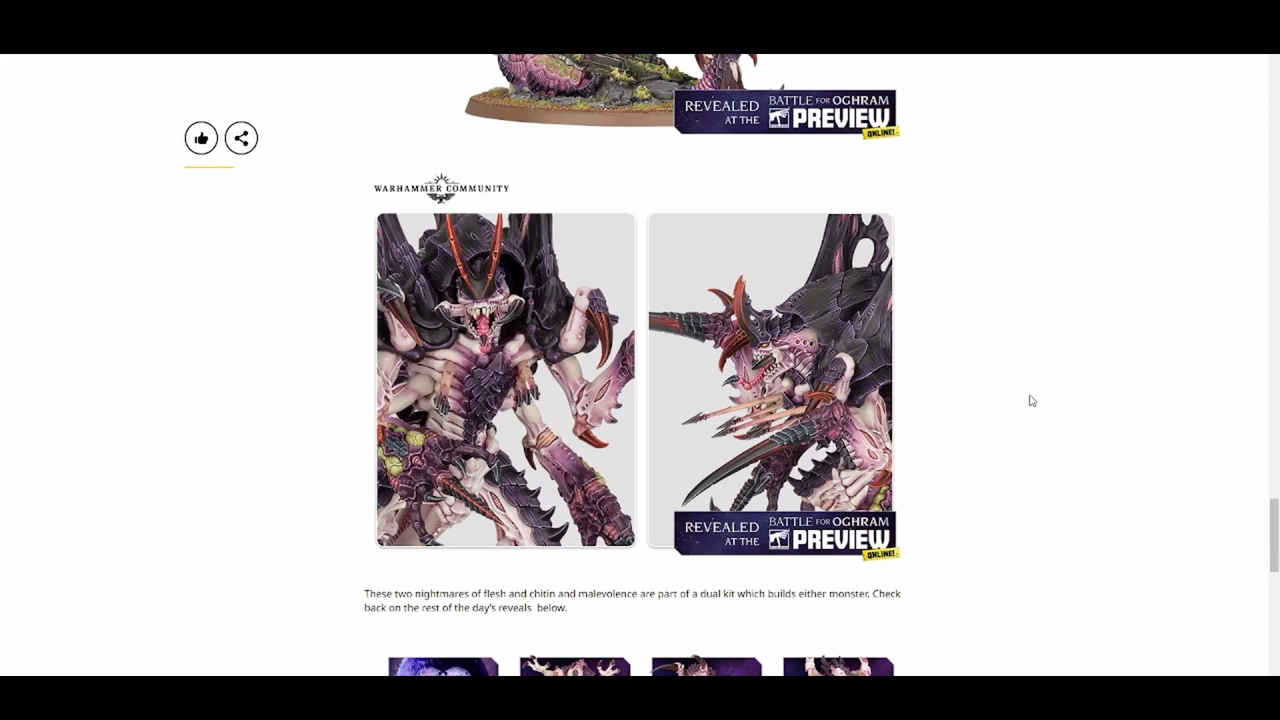 REVEALED
AT THE
BATTLE FOR OGHRAM
PREVIEW
ONLINE!
WARHAMMER COMMUNITY
REVEALED
AT THE
BATTLE FOR OGHRAM
PREVIEW
ONLINE!
These two nightmares of flesh and chitin and malevolence are part of a dual kit which builds either monster. Check
back on the rest of the day's reveals below.